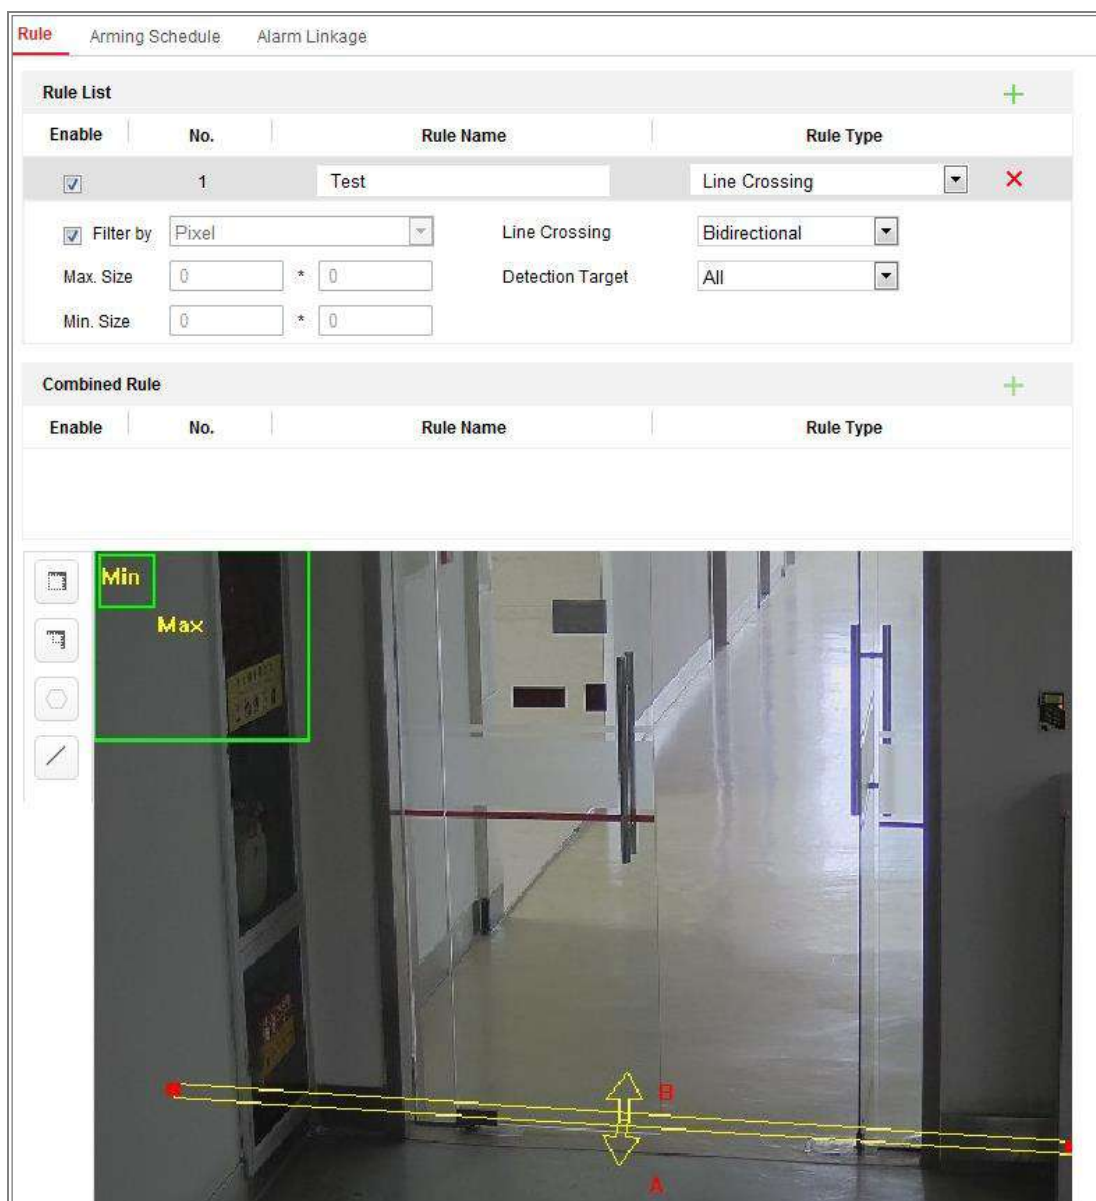 Rule Arming Schedule Alarm Linkage
Rule List
Enable No. Rule Name Rule Type
1 Test Line Crossing
Filter by Pixel Line Crossing Bidirectional
Max. Size 0 * 0 Detection Target All
Min. Size 0 * 0
Combined Rule
Enable No. Rule Name Rule Type
Min
Max
B
A